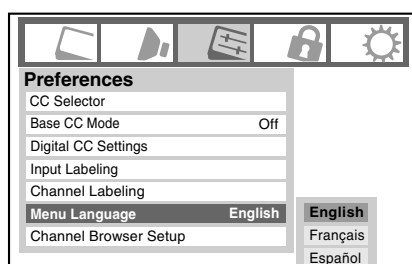 Preferences
CC Selector
Base CC Mode Off
Digital CC Settings
Input Labeling
Channel Labeling
Menu Language English
Channel Browser Setup
English
Français
Español